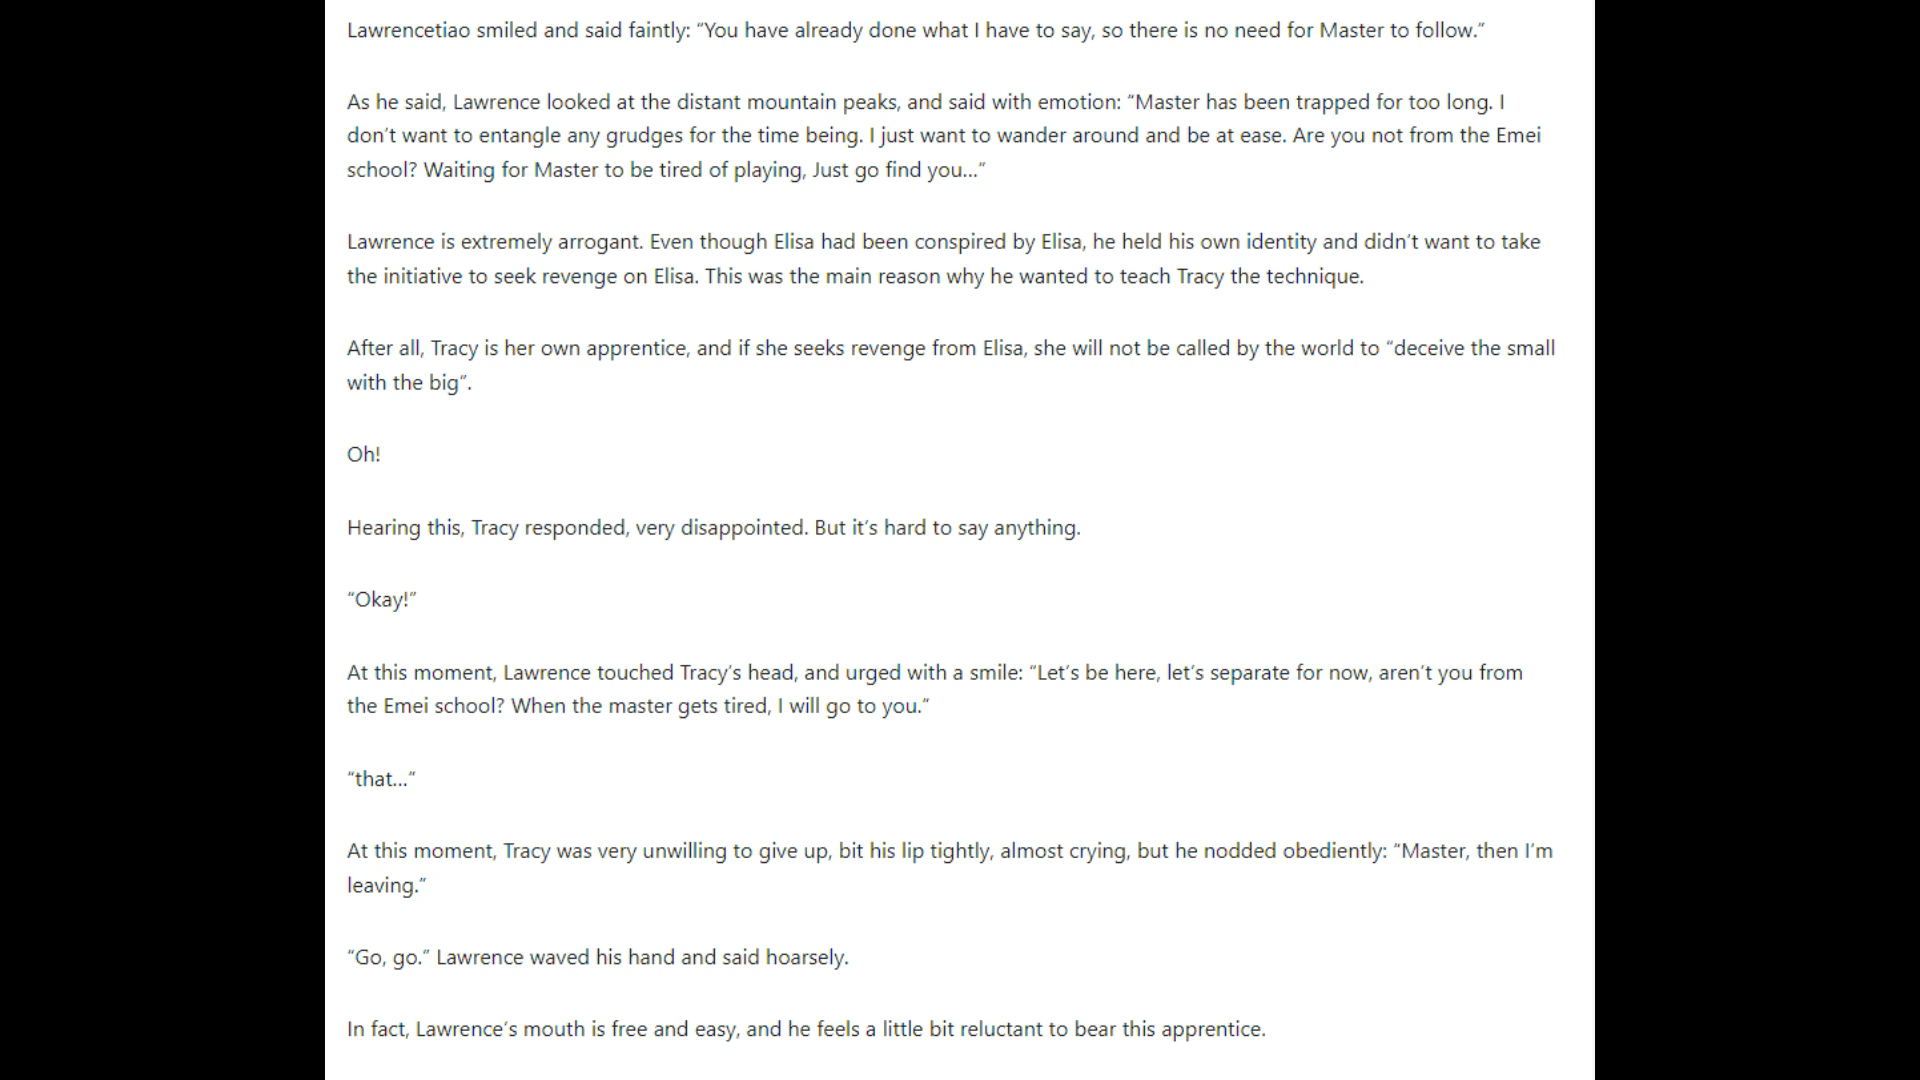 Lawrencetiao smiled and said faintly: “You have already done what I have to say, so there is no need for Master to follow.”
As he said, Lawrence looked at the distant mountain peaks, and said with emotion: “Master has been trapped for too long. I
don’t want to entangle any grudges for the time being. I just want to wander around and be at ease. Are you not from the Emei
school? Waiting for Master to be tired of playing, Just go find you…”
Lawrence is extremely arrogant. Even though Elisa had been conspired by Elisa, he held his own identity and didn’t want to take
the initiative to seek revenge on Elisa. This was the main reason why he wanted to teach Tracy the technique.
After all, Tracy is her own apprentice, and if she seeks revenge from Elisa, she will not be called by the world to “deceive the small
with the big”.
Oh!
Hearing this, Tracy responded, very disappointed. But it’s hard to say anything.
“Okay!”
At this moment, Lawrence touched Tracy’s head, and urged with a smile: “Let’s be here, let’s separate for now, aren’t you from
the Emei school? When the master gets tired, I will go to you.”
“that…”
At this moment, Tracy was very unwilling to give up, bit his lip tightly, almost crying, but he nodded obediently: “Master, then I’m
leaving.”
“Go, go.” Lawrence waved his hand and said hoarsely.
In fact, Lawrence’s mouth is free and easy, and he feels a little bit reluctant to bear this apprentice.